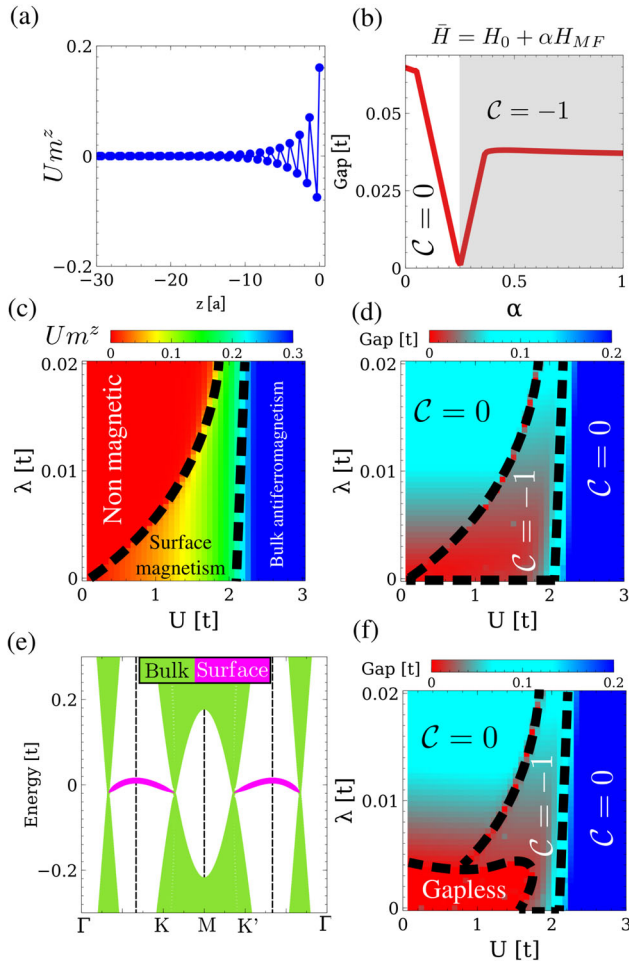 (a)
0.2
0
−0.2
Um^z
−30
−20
−10
0
z [a]
(b)
H̄ = H_0 + αH_{MF}
0.05
0.025
0
Gap [t]
C = 0
C = −1
0
0.5
1
α
(c)
Um^z
0
0.1
0.2
0.3
0.02
0.01
0
λ [t]
Non magnetic
Surface
magnetism
Bulk antiferromagnetism
0
1
2
3
U [t]
(d)
Gap [t]
0
0.1
0.2
0.02
0.01
0
λ [t]
C = 0
C = −1
C = 0
0
1
2
3
U [t]
(e)
Bulk
Surface
0.2
0
−0.2
Energy [t]
Γ
K
M
K'
Γ
(f)
Gap [t]
0
0.1
0.2
0.02
0.01
0
λ [t]
C = 0
C = −1
C = 0
Gapless
0
1
2
3
U [t]